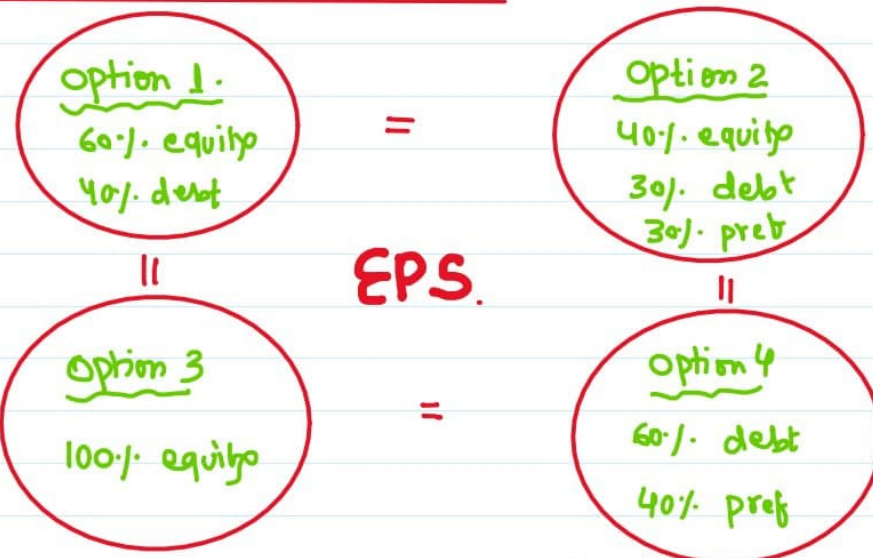 Option 1.
60%. equity
40%. debt
=
Option 2
40%. equity
30%. debt
30%. pref
||
EPS.
||
Option 3
100%. equity
=
Option 4
60%. debt
40%. pref